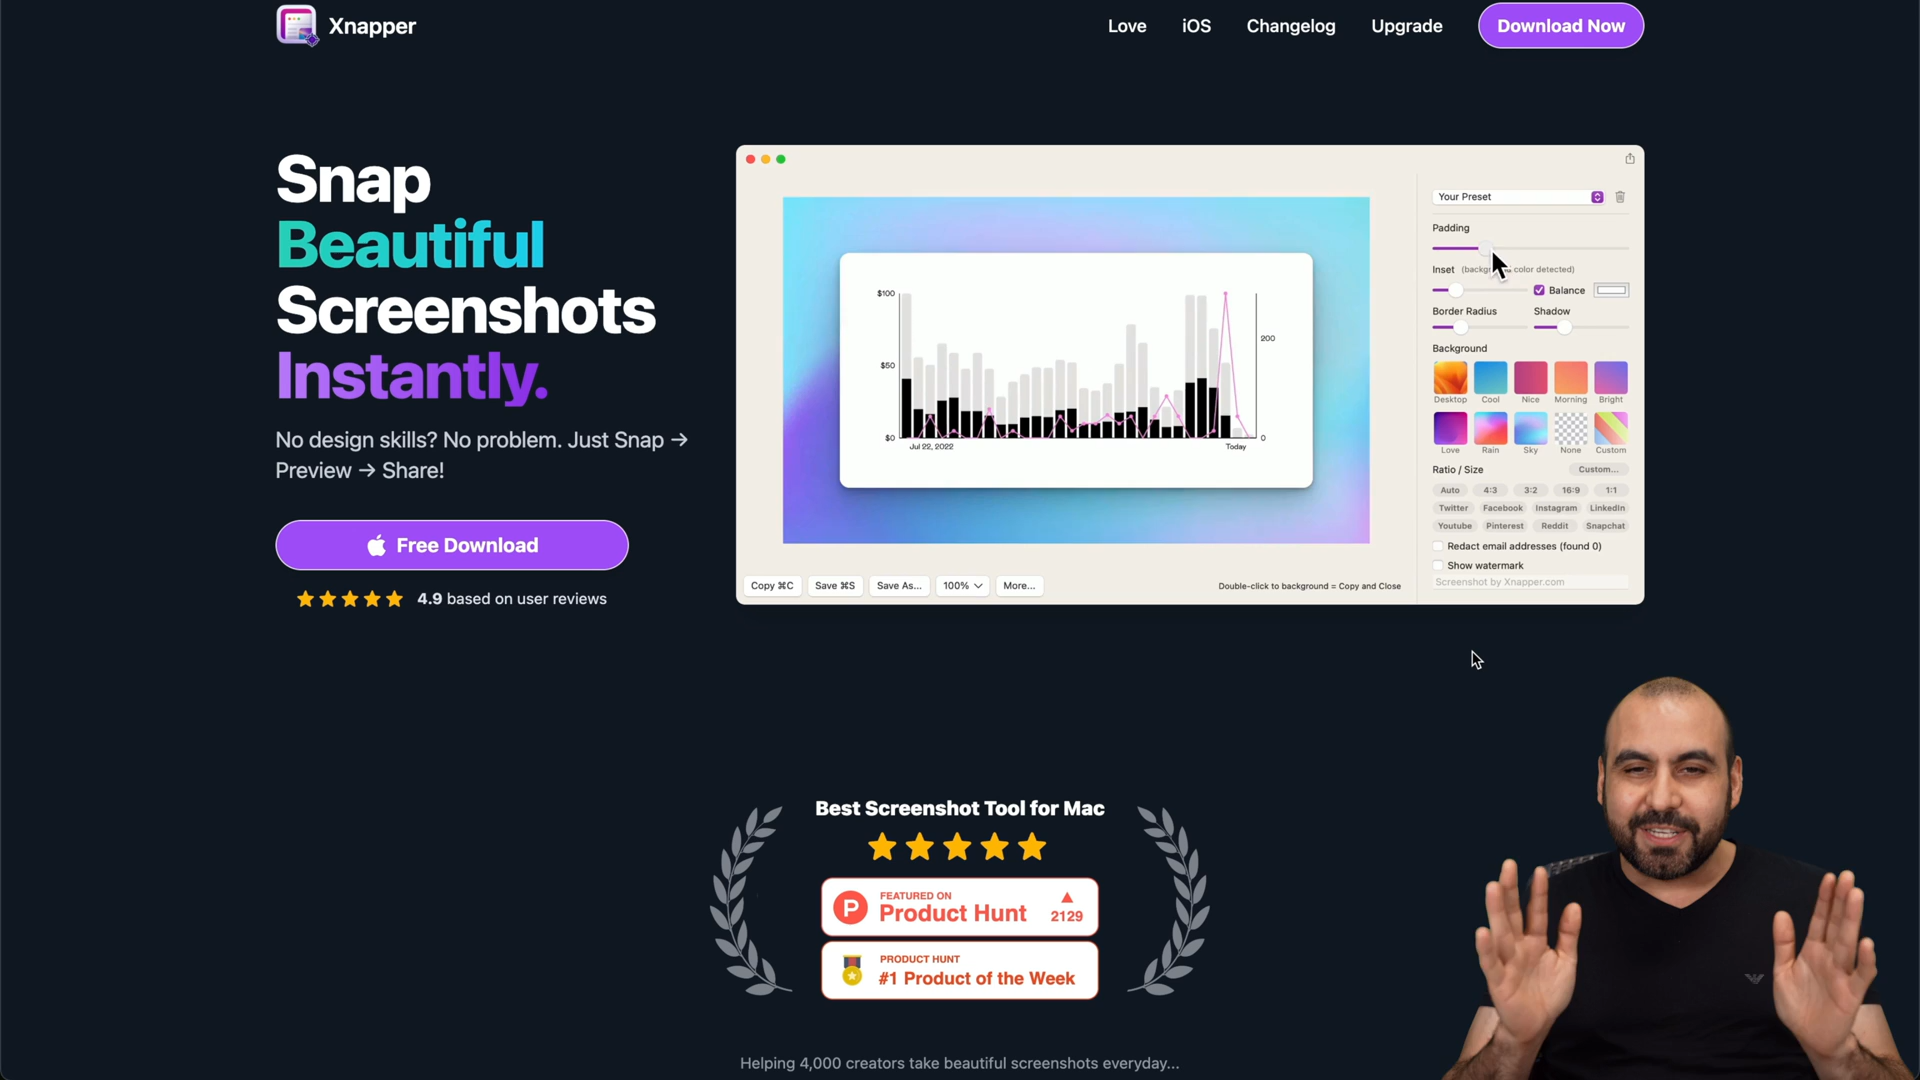 Xnapper
Love
iOS
Changelog
Upgrade
Download Now
Snap
Beautiful
Screenshots
Instantly.
No design skills? No problem. Just Snap →
Preview → Share!
Free Download
4.9 based on user reviews
$100
$50
$0
200
0
Jul 22, 2022
Today
Copy ⌘C
Save ⌘S
Save As...
100%
More...
Double-click to background = Copy and Close
Your Preset
Padding
Inset
color detected)
Balance
Border Radius
Shadow
Background
Desktop
Cool
Nice
Morning
Bright
Love
Rain
Sky
None
Custom
Ratio / Size
Custom...
Auto
4:3
3:2
16:9
1:1
Twitter
Facebook
Instagram
LinkedIn
Youtube
Pinterest
Reddit
Snapchat
Redact email addresses (found 0)
Show watermark
Screenshot by Xnapper.com
Best Screenshot Tool for Mac
P
FEATURED ON
Product Hunt
2129
PRODUCT HUNT
#1 Product of the Week
Helping 4,000 creators take beautiful screenshots everyday...